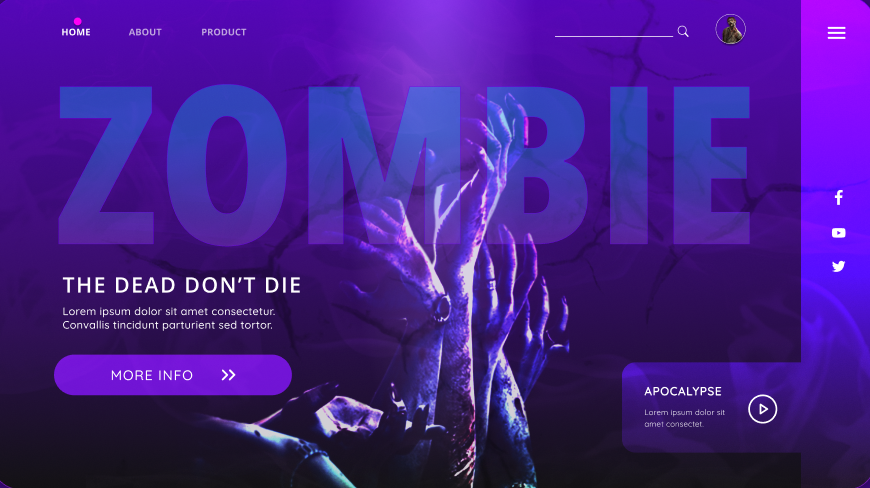 HOME ABOUT PRODUCT
ZOMBIE
THE DEAD DON'T DIE
Lorem ipsum dolor sit amet consectetur.
Convallis tincidunt parturient sed tortor.
MORE INFO
APOCALYPSE
Lorem ipsum dolor sit
amet consectet.